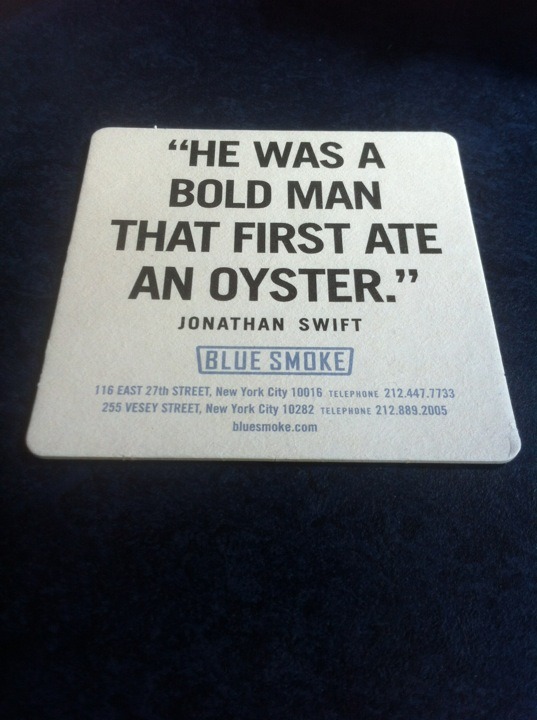 “HE WAS A
BOLD MAN
THAT FIRST ATE
AN OYSTER.”
JONATHAN SWIFT
BLUE SMOKE
116 EAST 27th STREET, New York City 10016 TELEPHONE 212.447.7733
255 VESEY STREET, New York City 10282 TELEPHONE 212.889.2005
bluesmoke.com